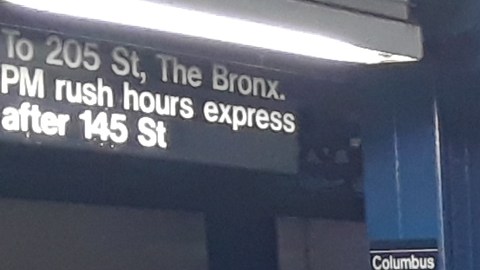 To 205 St, The Bronx.
PM rush hours express
after 145 St
Columbus